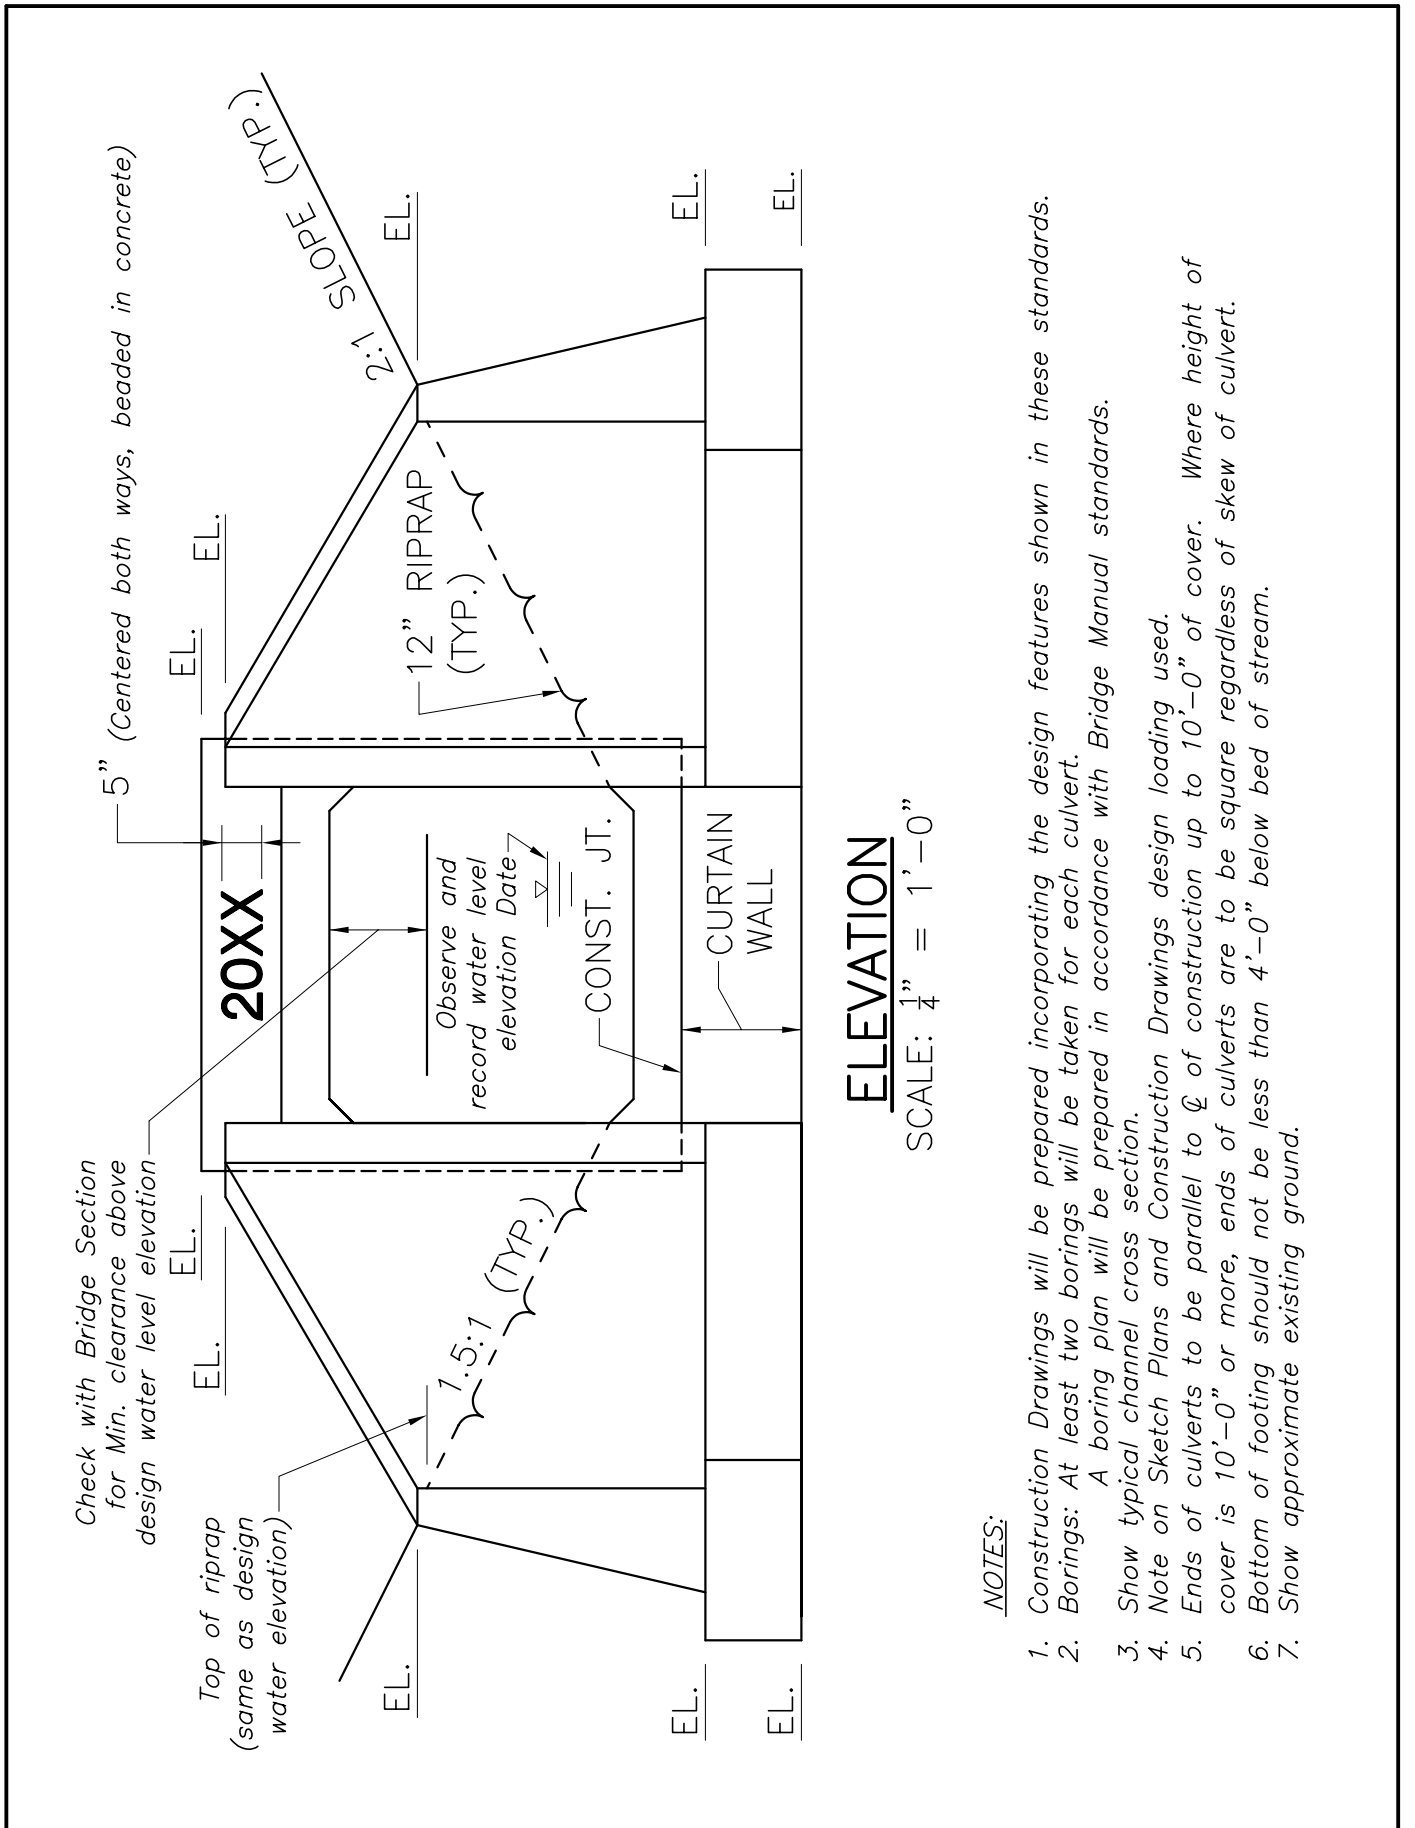 5” (Centered both ways, beaded in concrete)
Check with Bridge Section
for Min. clearance above
design water level elevation
EL.
EL.
EL.
EL.
20XX
2:1 SLOPE (TYP.)
Top of riprap
(same as design
water elevation)
EL.
EL.
1.5:1 (TYP.)
12” RIPRAP
(TYP.)
Observe and
record water level
elevation Date
CONST. JT.
CURTAIN
WALL
EL.
EL.
EL.
EL.
ELEVATION
SCALE: 1/4” = 1’-0”
NOTES:
1. Construction Drawings will be prepared incorporating the design features shown in these standards.
2. Borings: At least two borings will be taken for each culvert.
A boring plan will be prepared in accordance with Bridge Manual standards.
3. Show typical channel cross section.
4. Note on Sketch Plans and Construction Drawings design loading used.
5. Ends of culverts to be parallel to ℄ of construction up to 10’-0” of cover. Where height of
cover is 10’-0” or more, ends of culverts are to be square regardless of skew of culvert.
6. Bottom of footing should not be less than 4’-0” below bed of stream.
7. Show approximate existing ground.